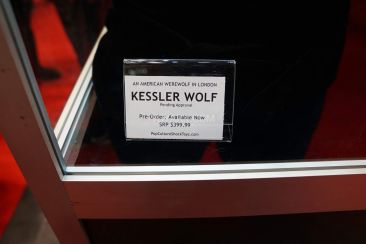 AN AMERICAN WEREWOLF IN LONDON
KESSLER WOLF
Pending Approval
Pre-Order: Available Now
SRP $399.99
PopCultureShockToys.com